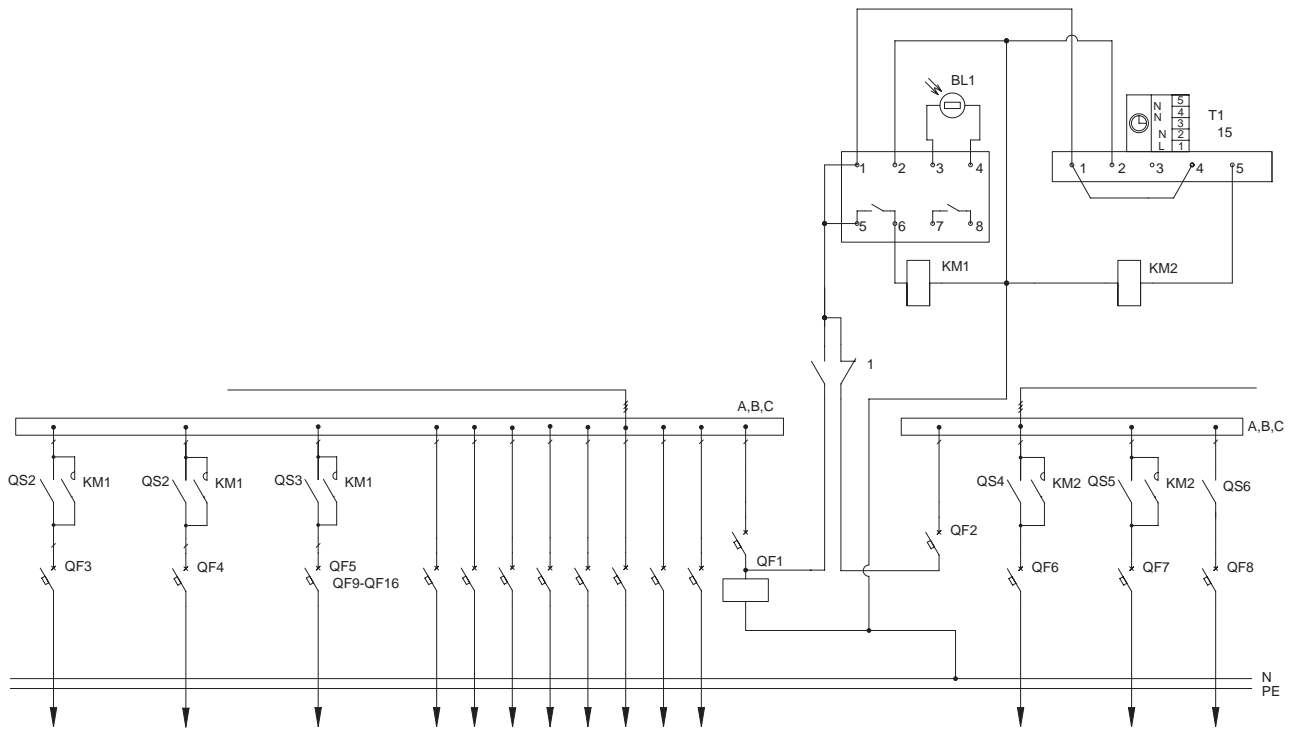 BL1
5
N 4
N 3
N 2
L 1
T1
15
1 2 3 4
1 2 3 4 5
5 6 7 8
KM1
KM2
1
A,B,C
A,B,C
QS2 KM1
QS2 KM1
QS3 KM1
QS4 KM2
QS5 KM2
QS6
QF2
QF1
QF3
QF4
QF5
QF9-QF16
QF6
QF7
QF8
N
PE